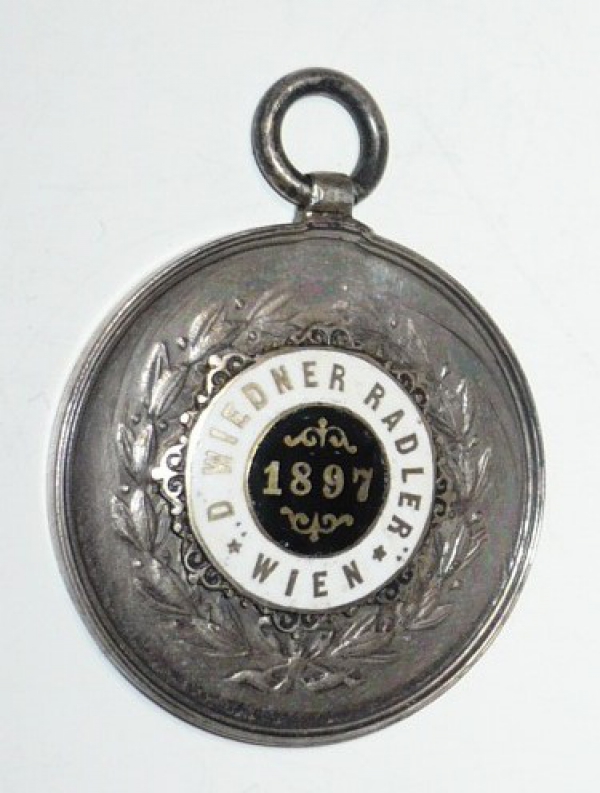 „D WIEDNER RADLER“
* WIEN *
1897